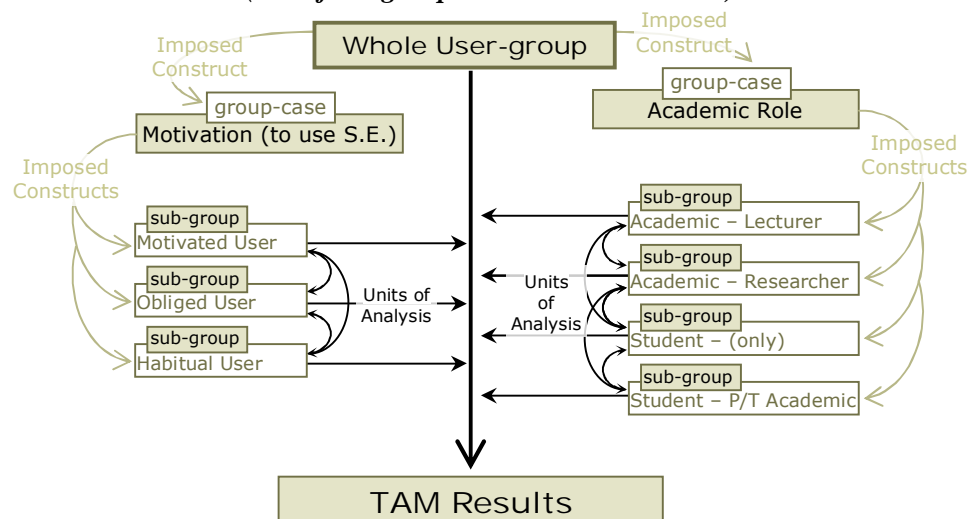 Whole User-group
Imposed
Construct
Imposed
Construct
group-case
Motivation (to use S.E.)
group-case
Academic Role
Imposed
Constructs
Imposed
Constructs
sub-group
Motivated User
sub-group
Obliged User
sub-group
Habitual User
Units of
Analysis
Units
of
Analysis
sub-group
Academic – Lecturer
sub-group
Academic – Researcher
sub-group
Student – (only)
sub-group
Student – P/T Academic
TAM Results